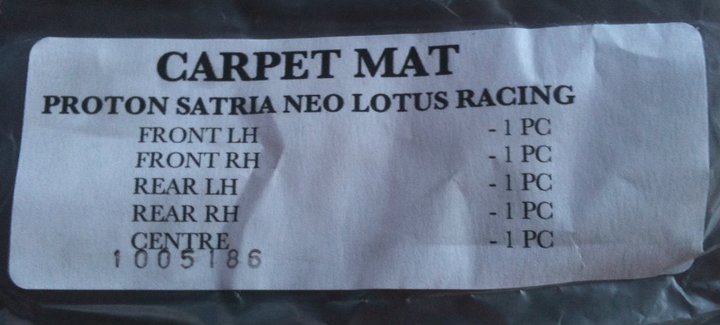 CARPET MAT
PROTON SATRIA NEO LOTUS RACING
FRONT LH - 1 PC
FRONT RH - 1 PC
REAR LH - 1 PC
REAR RH - 1 PC
CENTRE - 1 PC
1005186